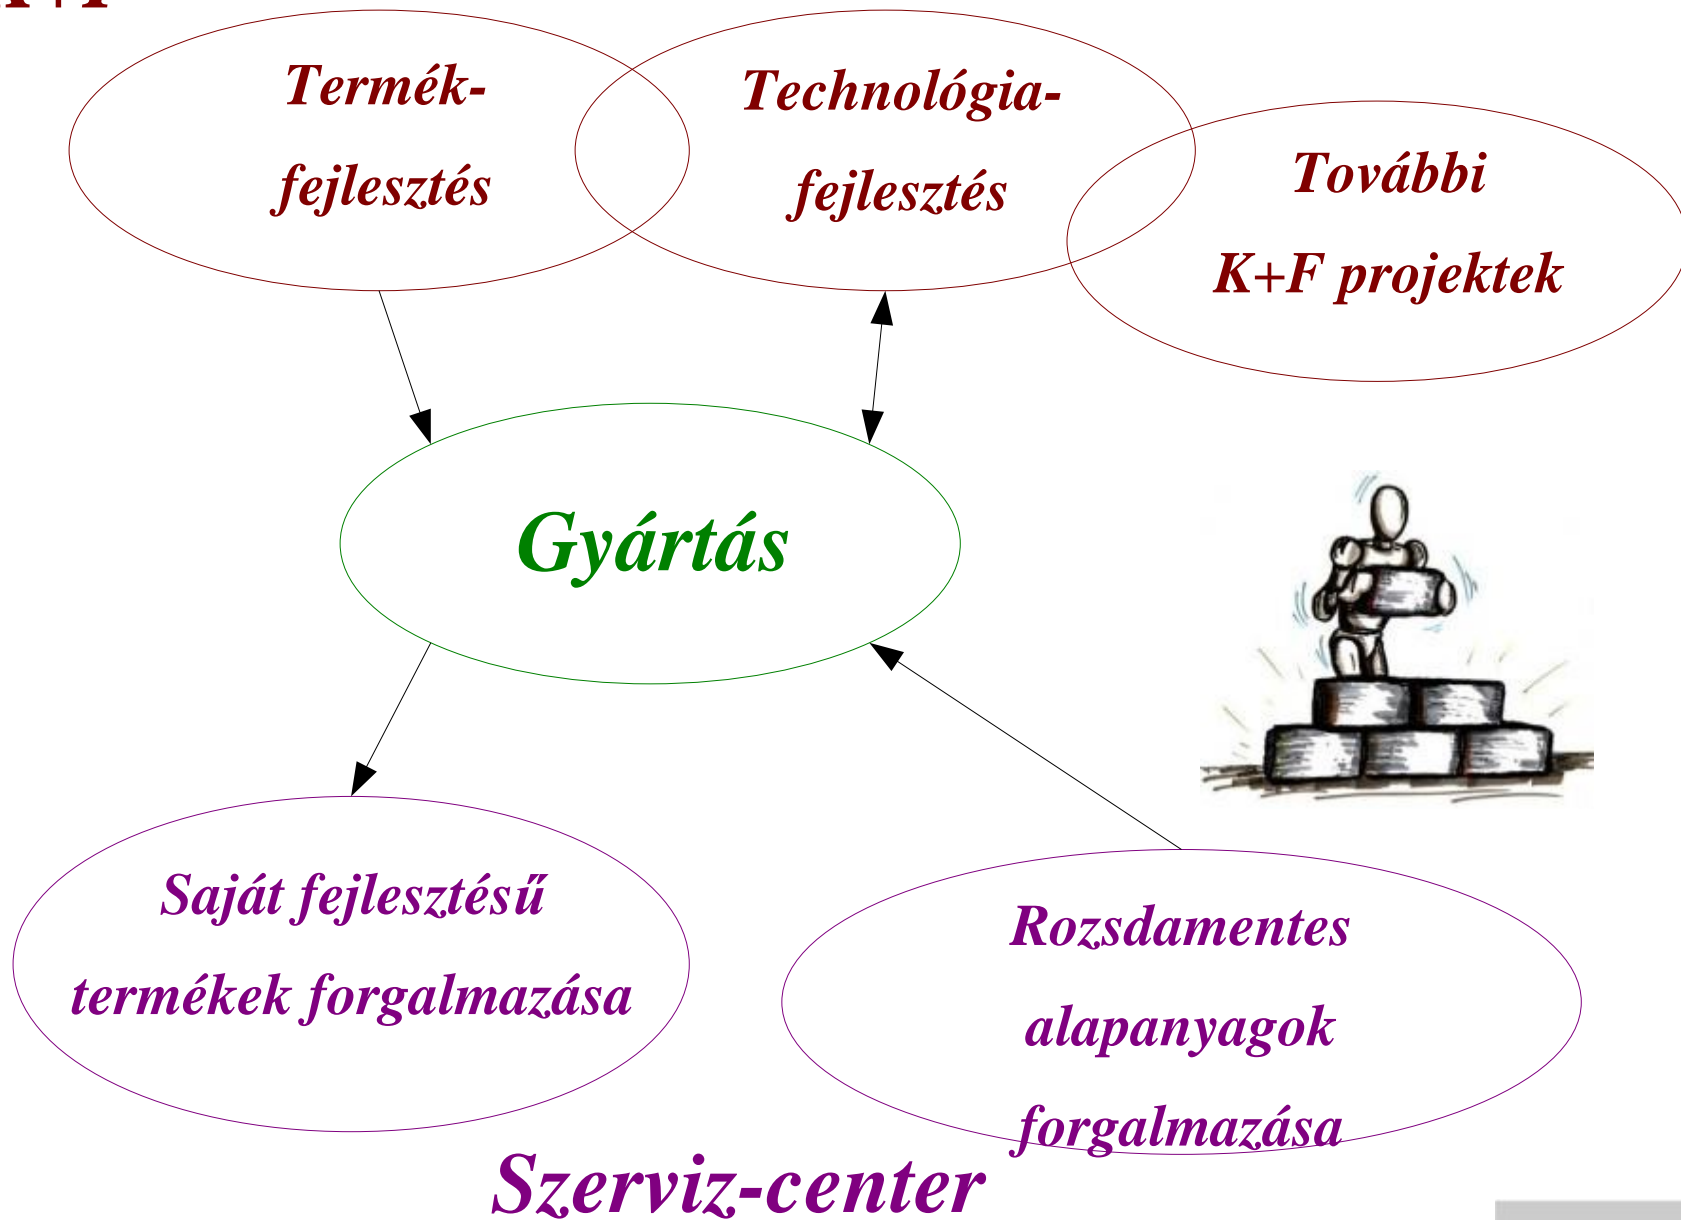 Termék-
fejlesztés
Technológia-
fejlesztés
További
K+F projektek
Gyártás
Saját fejlesztésű
termékek forgalmazása
Rozsdamentes
alapanyagok
forgalmazása
Szerviz-center